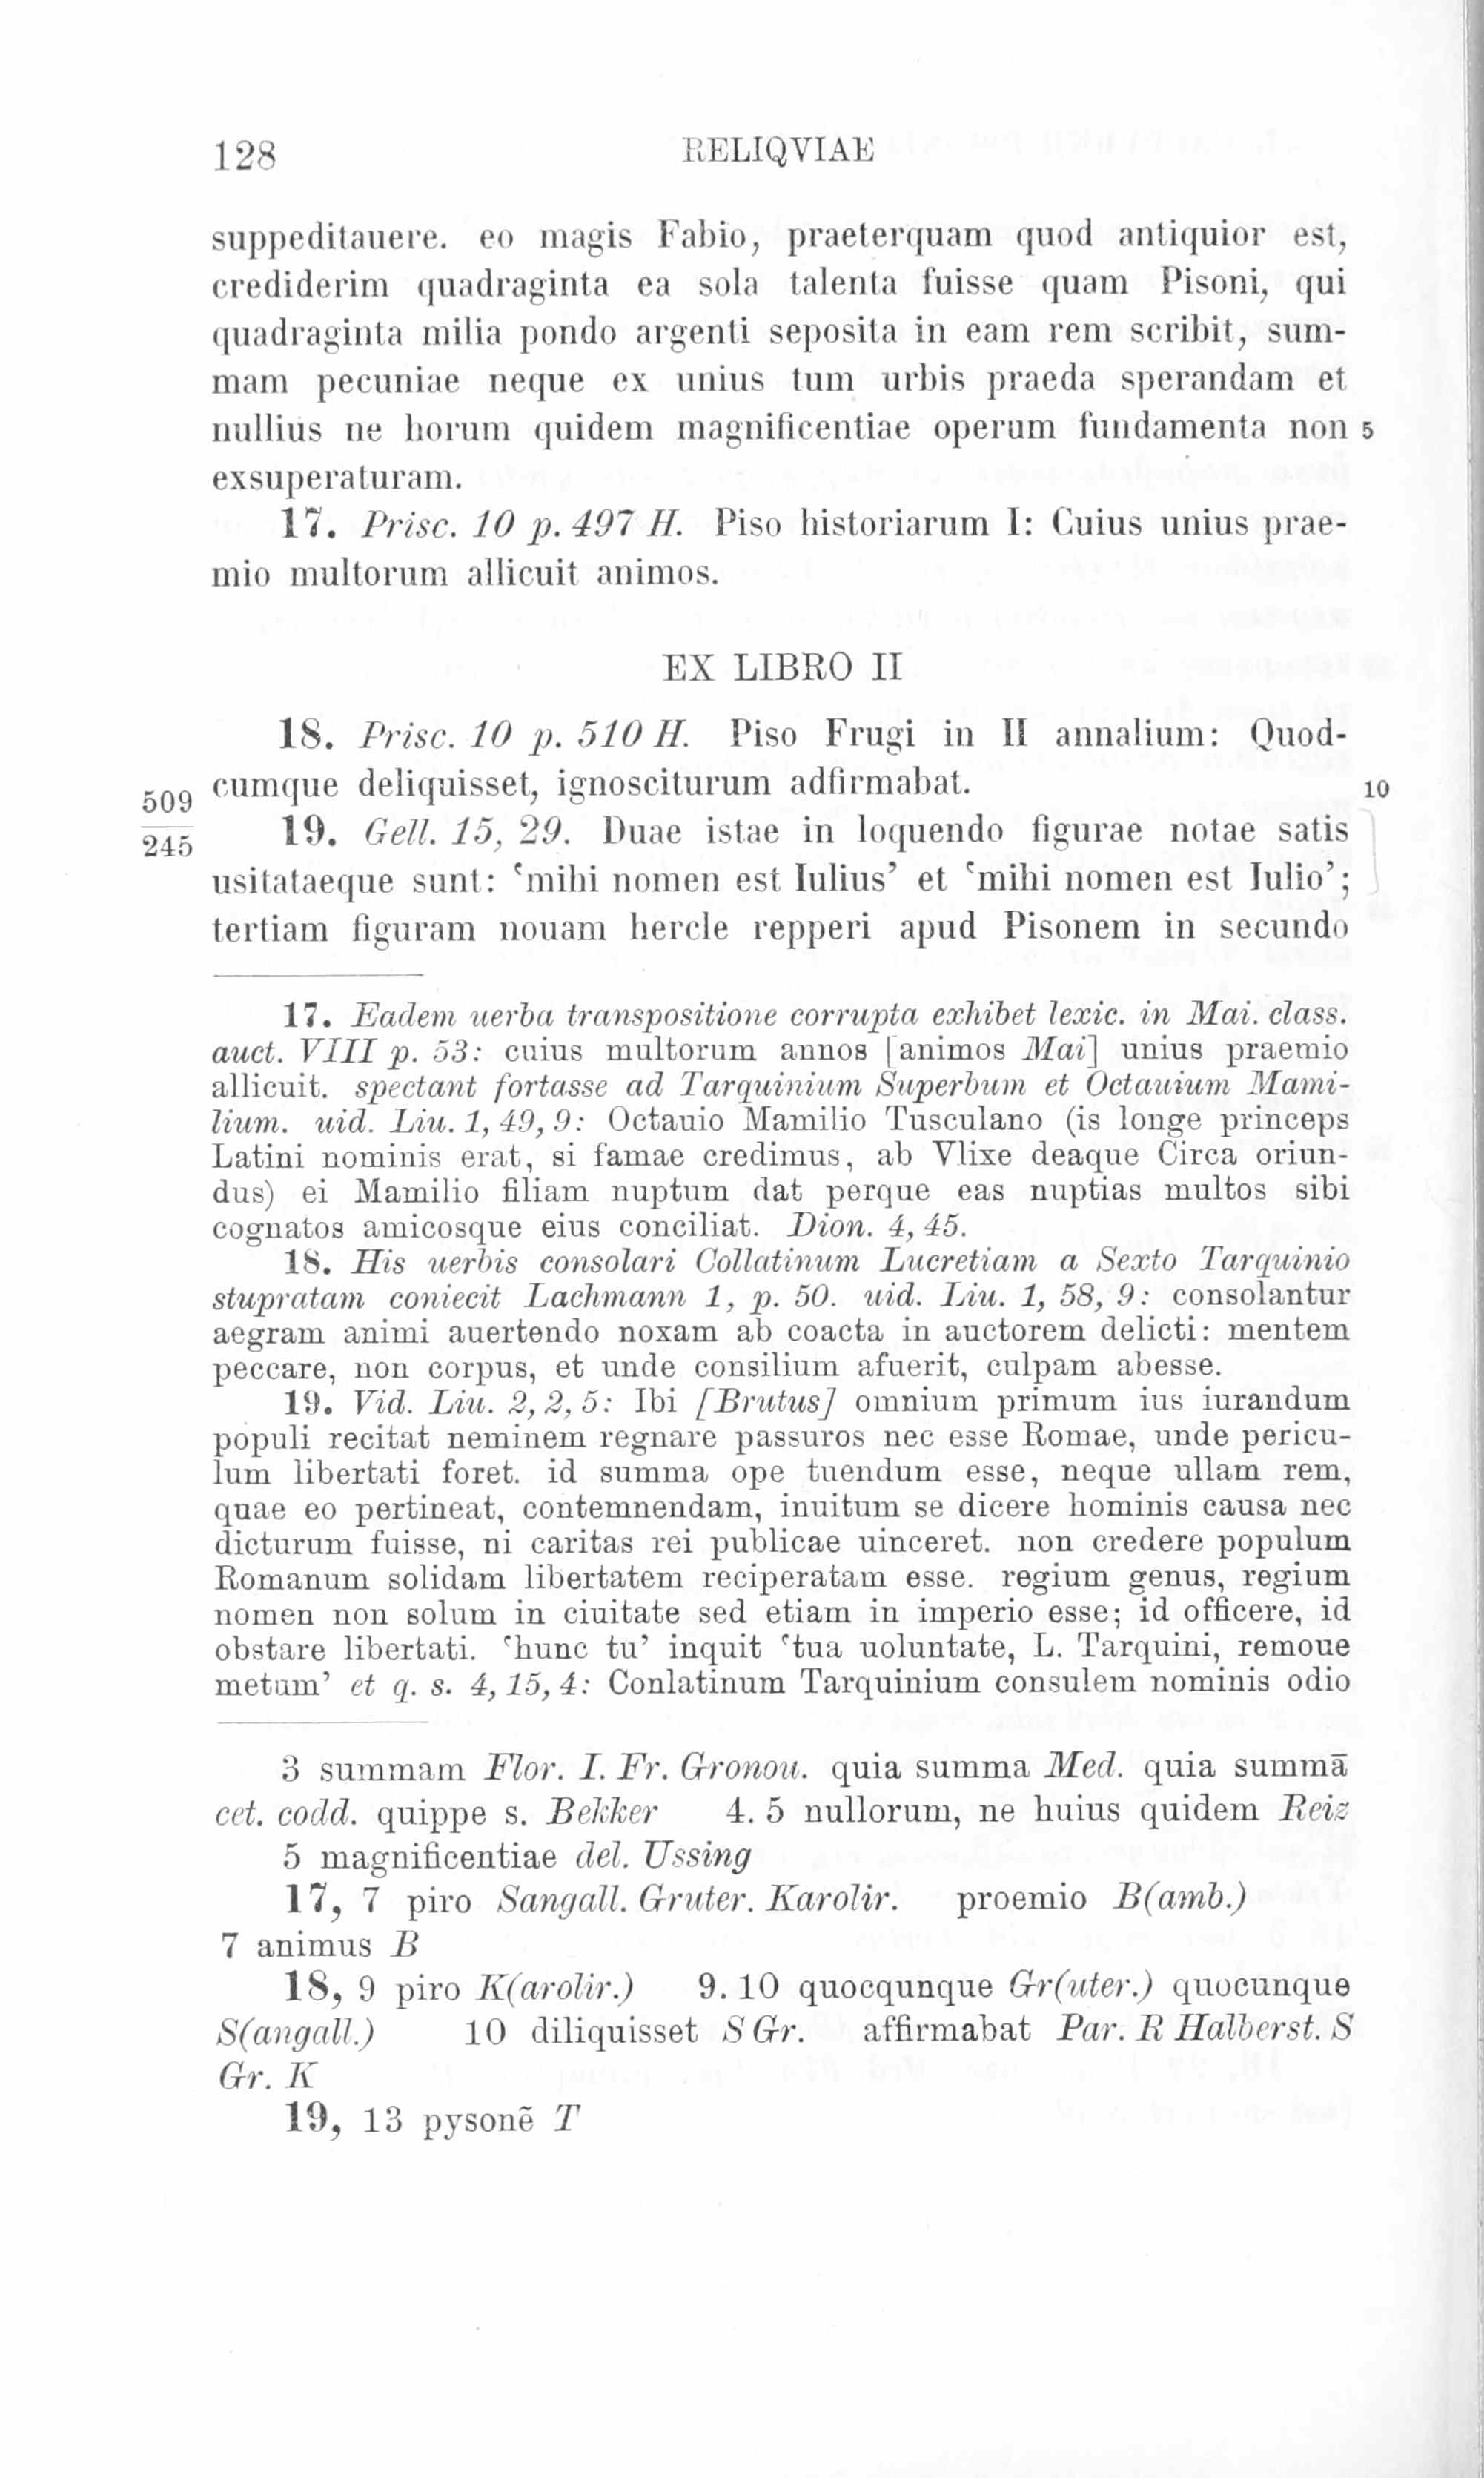 128 RELIQVIAE
suppeditauere. eo magis Fabio, praeterquam quod antiquior est,
crediderim quadraginta ea sola talenta fuisse quam Pisoni, qui
quadraginta milia pondo argenti seposita in eam rem scribit, sum-
mam pecuniae neque ex unius tum urbis praeda sperandam et
nullius ne horum quidem magnificentiae operum fundamenta non 5
exsuperaturam.
17. Prisc. 10 p. 497 H. Piso historiarum I: Cuius unius prae-
mio multorum allicuit animos.
EX LIBRO II
18. Prisc. 10 p. 510 H. Piso Frugi in II annalium: Quod-
cumque deliquisset, ignosciturum adfirmabat. 10
509
245
19. Gell. 15, 29. Duae istae in loquendo figurae notae satis
usitataeque sunt: ‛mihi nomen est Iulius’ et ‛mihi nomen est Iulio’;
tertiam figuram nouam hercle repperi apud Pisonem in secundo
17. Eadem uerba transpositione corrupta exhibet lexic. in Mai. class.
auct. VIII p. 53: cuius multorum annos [animos Mai] unius praemio
allicuit. spectant fortasse ad Tarquinium Superbum et Octauium Mami-
lium. uid. Liu. 1, 49, 9: Octauio Mamilio Tusculano (is longe princeps
Latini nominis erat, si famae credimus, ab Vlixe deaque Circa oriun-
dus) ei Mamilio filiam nuptum dat perque eas nuptias multos sibi
cognatos amicosque eius conciliat. Dion. 4, 45.
18. His uerbis consolari Collatinum Lucretiam a Sexto Tarquinio
stupratam coniecit Lachmann 1, p. 50. uid. Liu. 1, 58, 9: consolantur
aegram animi auertendo noxam ab coacta in auctorem delicti: mentem
peccare, non corpus, et unde consilium afuerit, culpam abesse.
19. Vid. Liu. 2, 2, 5: Ibi [Brutus] omnium primum ius iurandum
populi recitat neminem regnare passuros nec esse Romae, unde pericu-
lum libertati foret. id summa ope tuendum esse, neque ullam rem,
quae eo pertineat, contemnendam, inuitum se dicere hominis causa nec
dicturum fuisse, ni caritas rei publicae uinceret. non credere populum
Romanum solidam libertatem reciperatam esse. regium genus, regium
nomen non solum in ciuitate sed etiam in imperio esse; id officere, id
obstare libertati. ‛hunc tu’ inquit ‛tua uoluntate, L. Tarquini, remoue
metum’ et q. s. 4, 15, 4: Conlatinum Tarquinium consulem nominis odio
3 summam Flor. I. Fr. Gronou. quia summa Med. quia summā
cet. codd. quippe s. Bekker 4. 5 nullorum, ne huius quidem Reiz
5 magnificentiae del. Ussing
17, 7 piro Sangall. Gruter. Karolir. proemio B(amb.)
7 animus B
18, 9 piro K(arolir.) 9. 10 quocqunque Gr(uter.) quocunque
S(angall.) 10 diliquisset S Gr. affirmabat Par. R Halberst. S
Gr. K
19, 13 pysonē T